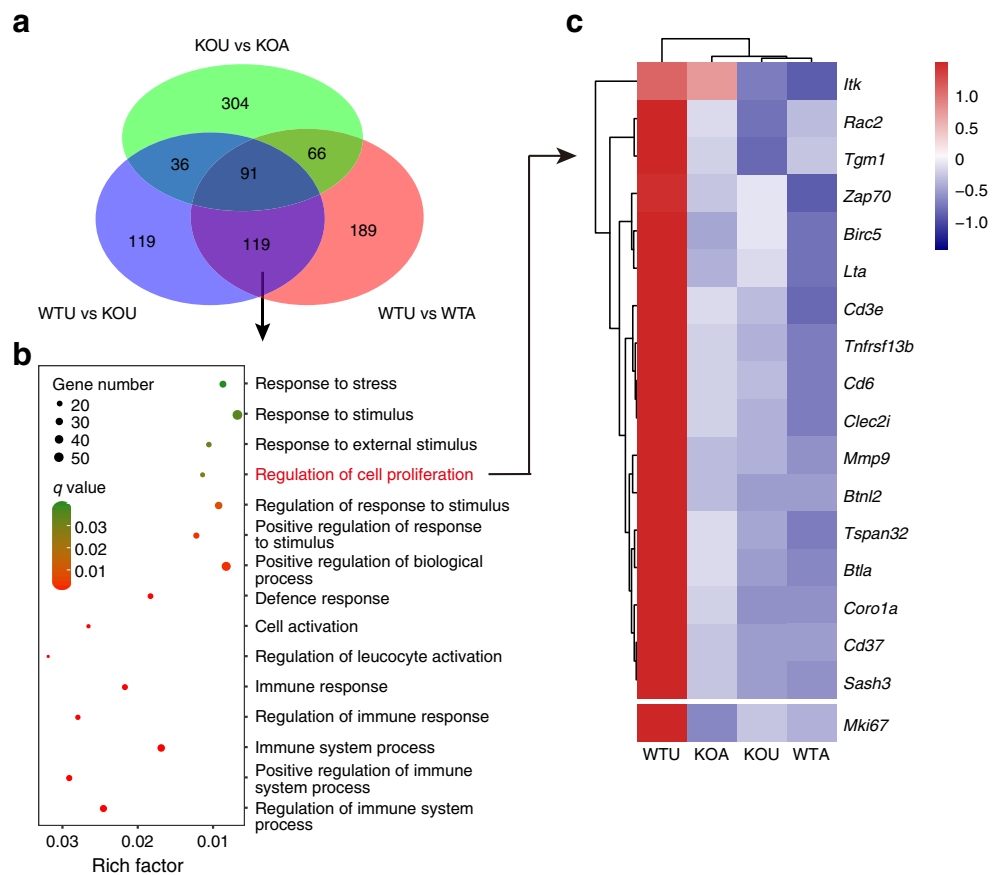 a
KOU vs KOA
304
36
66
91
119
119
189
WTU vs KOU
WTU vs WTA
b
Gene number
20
30
40
50
q value
0.03
0.02
0.01
Response to stress
Response to stimulus
Response to external stimulus
Regulation of cell proliferation
Regulation of response to stimulus
Positive regulation of response
to stimulus
Positive regulation of biological
process
Defence response
Cell activation
Regulation of leucocyte activation
Immune response
Regulation of immune response
Immune system process
Positive regulation of immune
system process
Regulation of immune system
process
0.03 0.02 0.01
Rich factor
c
Itk
Rac2
Tgm1
Zap70
Birc5
Lta
Cd3e
Tnfrsf13b
Cd6
Clec2i
Mmp9
Btnl2
Tspan32
Btla
Coro1a
Cd37
Sash3
Mki67
WTU KOA KOU WTA
1.0
0.5
0
−0.5
−1.0